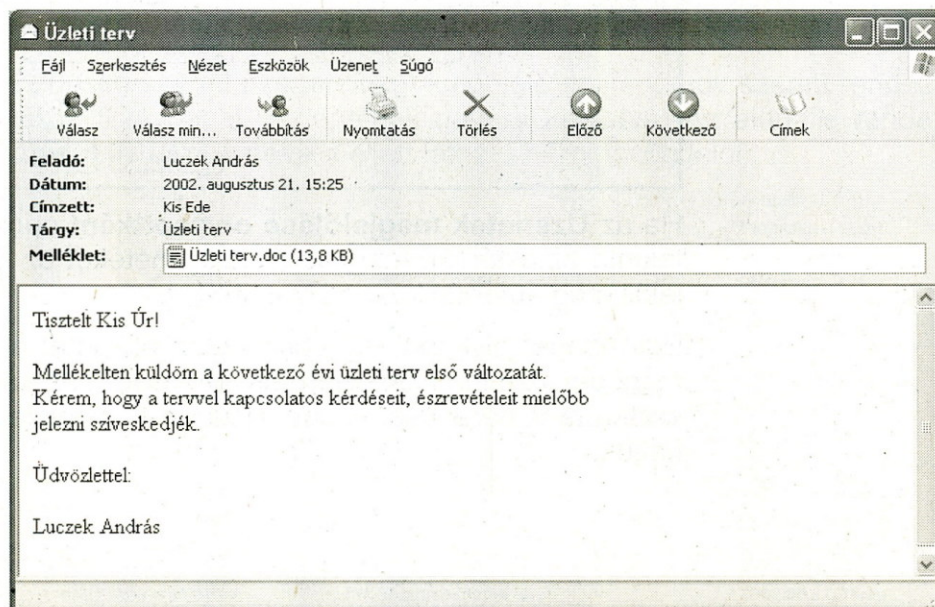 Üzleti terv
Fájl Szerkesztés Nézet Eszközök Üzenet Súgó
Válasz Válasz min... Továbbítás Nyomtatás Törlés Előző Következő Címek
Feladó: Luczek András
Dátum: 2002. augusztus 21. 15:25
Címzett: Kis Ede
Tárgy: Üzleti terv
Melléklet: Üzleti terv.doc (13,8 KB)
Tisztelt Kis Úr!
Mellékelten küldöm a következő évi üzleti terv első változatát.
Kérem, hogy a tervvel kapcsolatos kérdéseit, észrevételeit mielőbb
jelezni szíveskedjék.
Üdvözlettel:
Luczek András